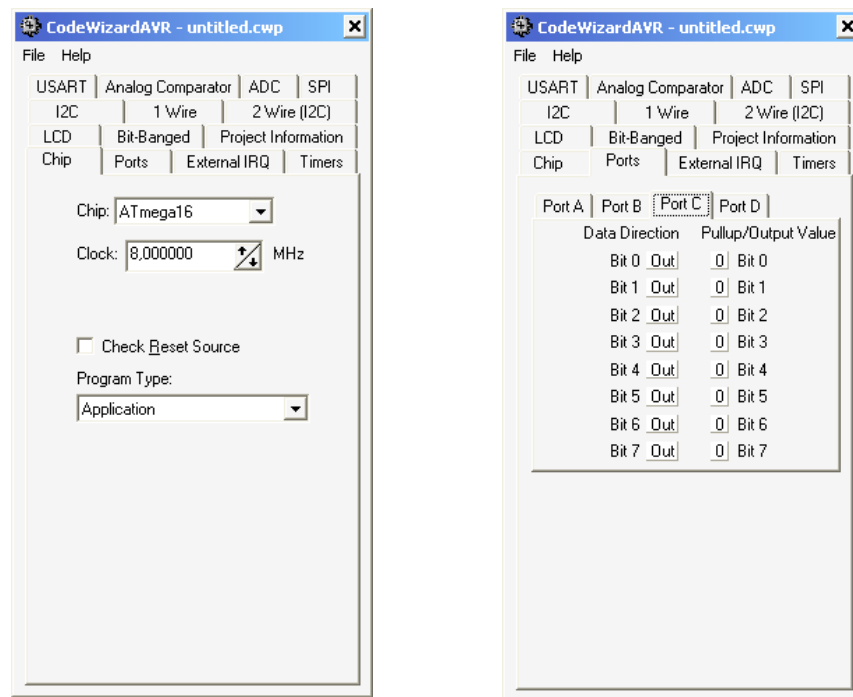 CodeWizardAVR - untitled.cwp
File Help
USART Analog Comparator ADC SPI
I2C 1 Wire 2 Wire (I2C)
LCD Bit-Banged Project Information
Chip Ports External IRQ Timers
Chip: ATmega16
Clock: 8,000000 MHz
Check Reset Source
Program Type:
Application
CodeWizardAVR - untitled.cwp
File Help
USART Analog Comparator ADC SPI
I2C 1 Wire 2 Wire (I2C)
LCD Bit-Banged Project Information
Chip Ports External IRQ Timers
Port A Port B Port C Port D
Data Direction Pullup/Output Value
Bit 0 Out 0 Bit 0
Bit 1 Out 0 Bit 1
Bit 2 Out 0 Bit 2
Bit 3 Out 0 Bit 3
Bit 4 Out 0 Bit 4
Bit 5 Out 0 Bit 5
Bit 6 Out 0 Bit 6
Bit 7 Out 0 Bit 7